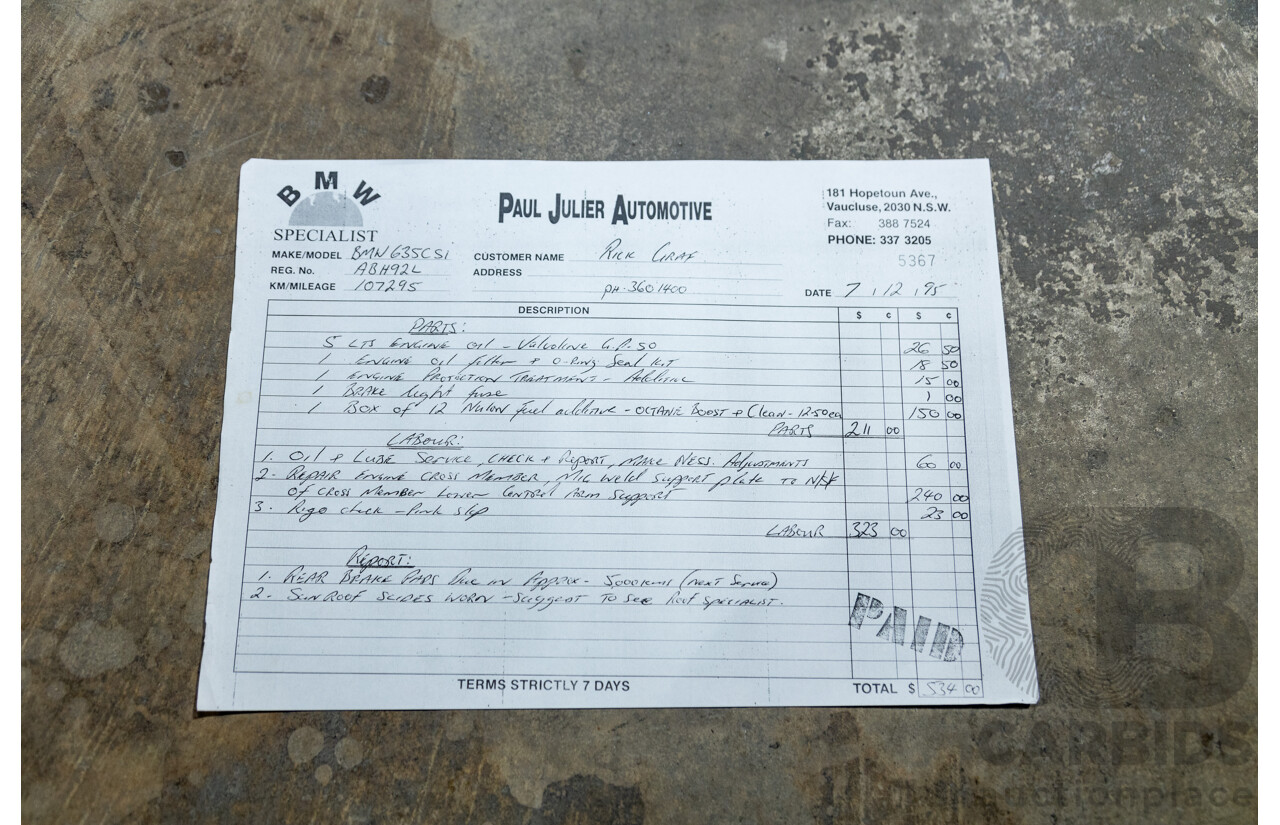 BMW
SPECIALIST
PAUL JULIER AUTOMOTIVE
181 Hopetoun Ave.,
Vaucluse, 2030 N.S.W.
Fax: 388 7524
PHONE: 337 3205
5367
MAKE/MODEL BMW 635CSI
REG. No. ABH92L
KM/MILEAGE 107295
CUSTOMER NAME Rick Graf
ADDRESS
PH. 3601400
DATE 7, 12, 95
DESCRIPTION $ c $ c
PARTS:
5 LTS ENGINE OIL - Valvoline G.P. 50 26 50
1 ENGINE OIL filter + O-Ring Seal KIT 18 50
1 ENGINE PROTECTION TREATMENT - Additive 15 00
1 BRAKE light fuse 1 00
1 BOX of 12 Nulon fuel additive - OCTANE BOOST + Clean - 12-50ea 150 00
PARTS 211 00
LABOUR:
1. OIL + LUBE Service, CHECK + Report, MAKE NESS. Adjustments 60 00
2. REPAIR ENGINE CROSS MEMBER, MIG weld support plate TO
OF CROSS MEMBER LOWER CONTROL Arm Support 240 00
3. Rego check - Pink slip 23 00
LABOUR 323 00
REPORT:
1. REAR BRAKE PADS Due in Approx - 5000kms (next Service)
2. SUNROOF SLIDES WORN - Suggest TO See Roof specialist.
PAID
TERMS STRICTLY 7 DAYS
TOTAL $ 534 00
CARBIDS
auctionplace